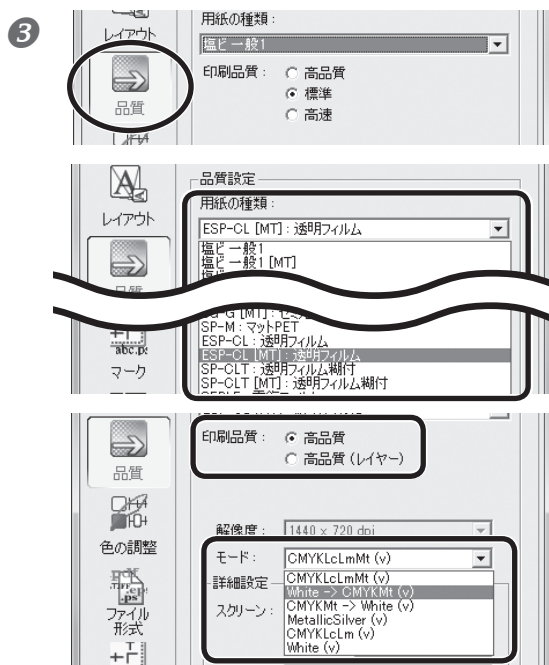 3
レイアウト
用紙の種類:
塩ビ 一般1
印刷品質: 高品質
標準
高速
品質
レイアウト
品質設定
用紙の種類:
ESP-CL [MT]:透明フィルム
塩ビ 一般1
塩ビ 一般1 [MT]
SP-M:マットPET
ESP-CL:透明フィルム
ESP-CL [MT]:透明フィルム
SP-CLT:透明フィルム糊付
SP-CLT [MT]:透明フィルム糊付
abc.p
マーク
印刷品質: 高品質
高品質(レイヤー)
品質
色の調整
解像度: 1440 x 720 dpi
モード: CMYKLcLmMt (v)
詳細設定
CMYKLcLmMt (v)
White -> CMYKMt (v)
スクリーン: CMYKMt -> White (v)
MetallicSilver (v)
CMYKLcLm (v)
White (v)
.ps
ファイル
形式